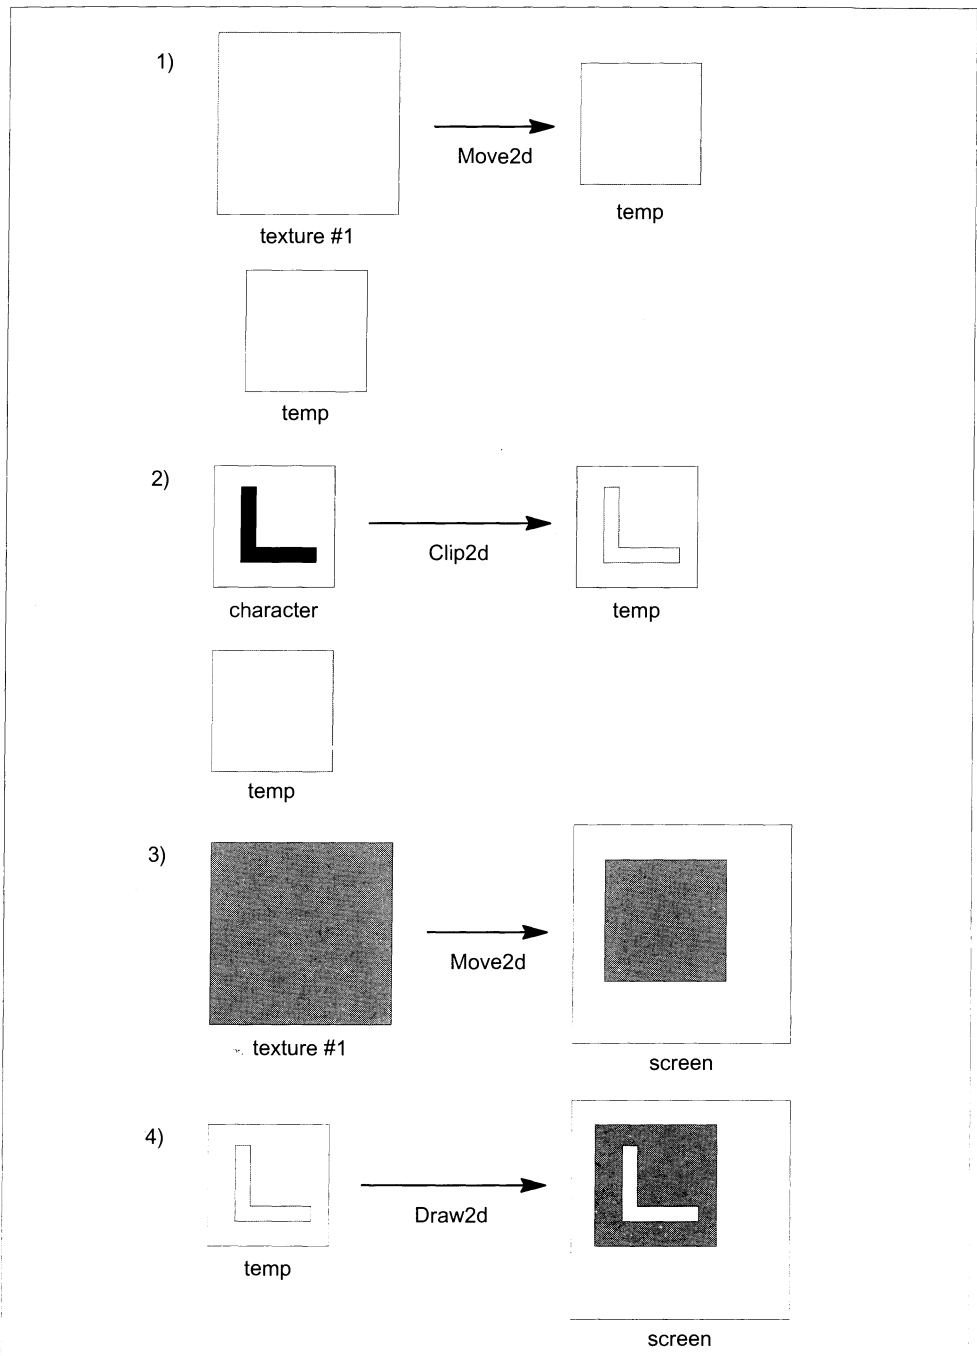 1)
Move2d
temp
texture #1
temp
2)
Clip2d
character
temp
temp
3)
Move2d
texture #1
screen
4)
Draw2d
temp
screen